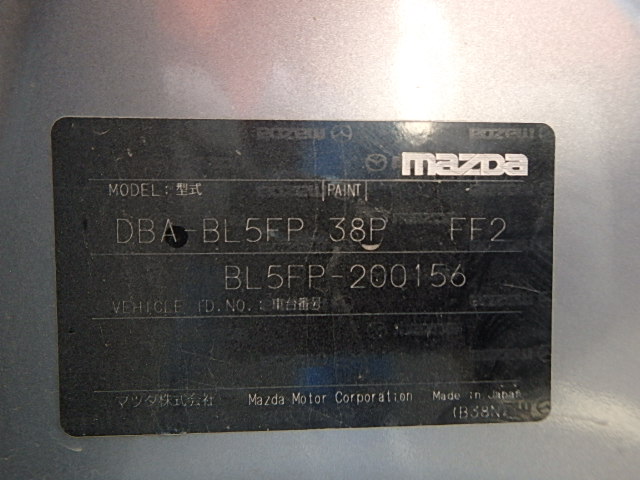 mazda
MODEL:型式 PAINT
DBA-BL5FP 38P FF2
BL5FP-200156
VEHICLE ID.NO.:車台番号
マツダ株式会社 Mazda Motor Corporation Made in Japan
(B38N)